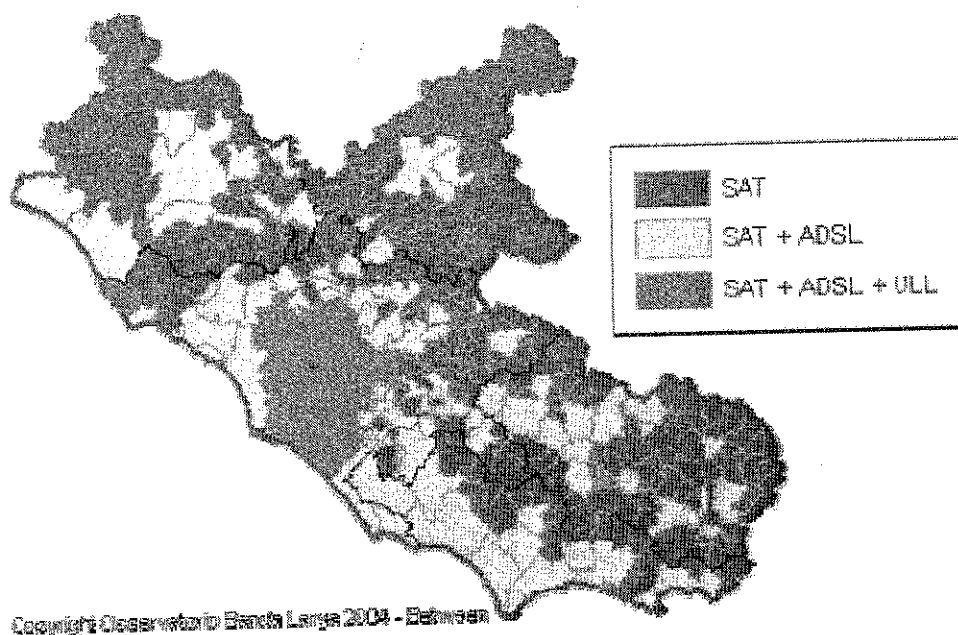 SAT
SAT + ADSL
SAT + ADSL + ULL
Copyright Osservatorio Banda Larga 2004 - Between